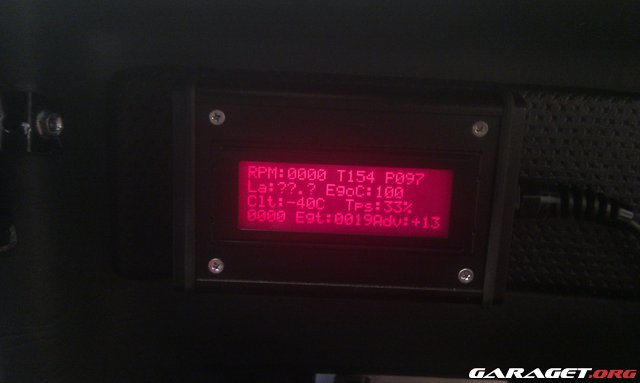 RPM:0000 T154 P097
La:??.? EgoC:100
Clt:-40C Tps:33%
0000 Egt:0019Adv:+13
GARAGET.ORG